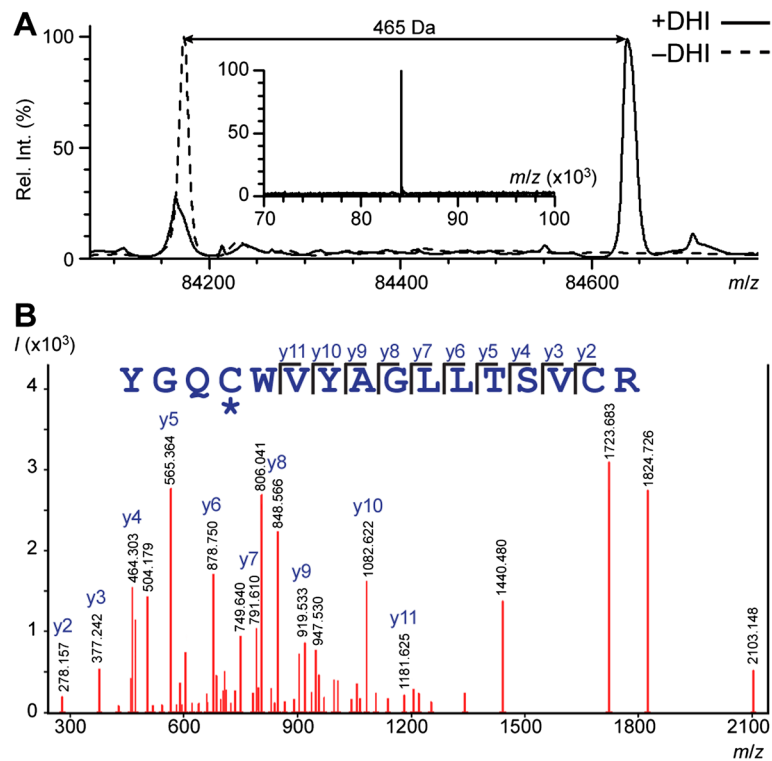 A
465 Da
+DHI
–DHI
Rel. Int. (%)
100
50
0
100
50
0
70 80 90 100
m/z (x10³)
84200 84400 84600 m/z
B
I (x10³)
y11 y10 y9 y8 y7 y6 y5 y4 y3 y2
Y G Q C W V Y A G L L T S V C R
*
4
3
2
1
0
y2
278.157
y3
377.242
y4
464.303
504.179
y5
565.364
y6
878.750
749.640
y7
791.610
806.041
y8
848.566
y9
919.533
947.530
y10
1082.622
y11
1181.625
1440.480
1723.683
1824.726
2103.148
300 600 900 1200 1500 1800 2100
m/z